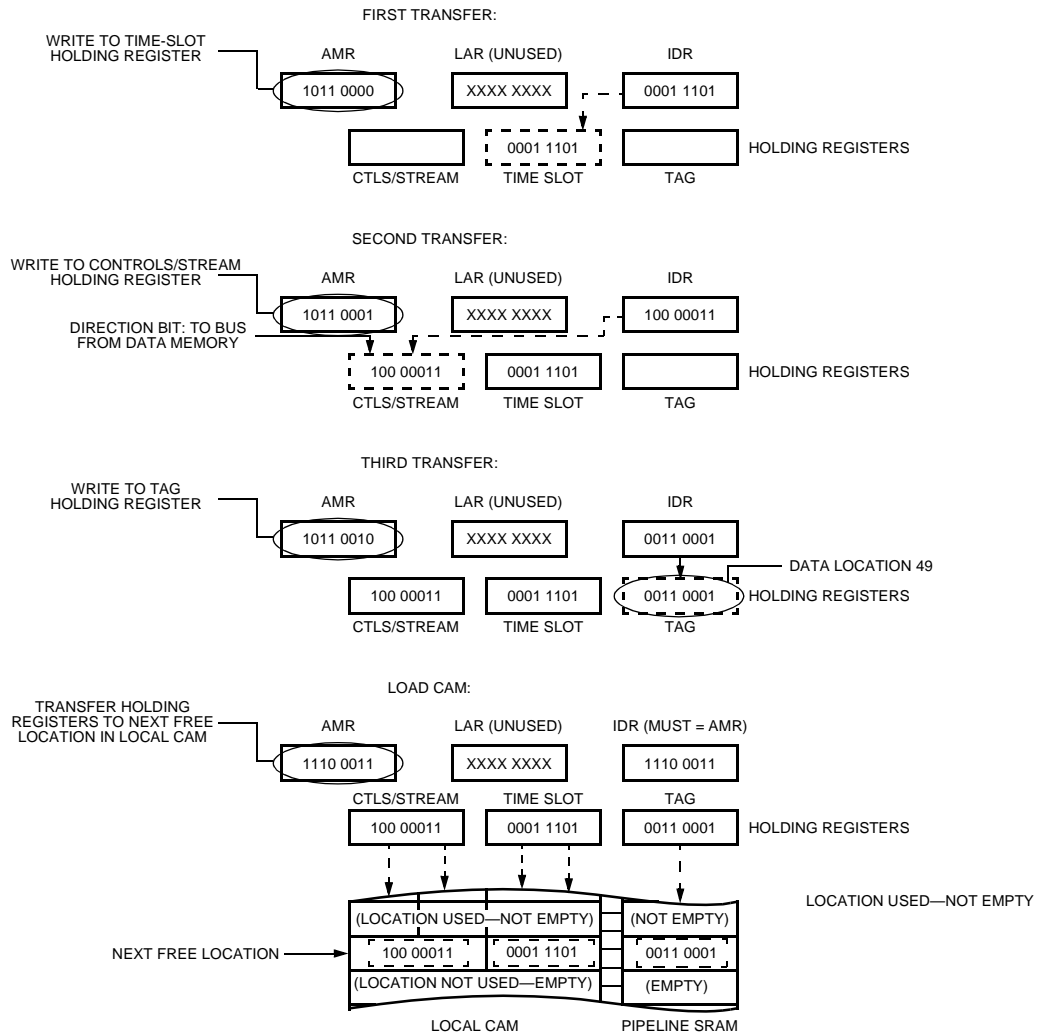 FIRST TRANSFER:
WRITE TO TIME-SLOT
HOLDING REGISTER
AMR LAR (UNUSED) IDR
1011 0000 XXXX XXXX 0001 1101
0001 1101 HOLDING REGISTERS
CTLS/STREAM TIME SLOT TAG
SECOND TRANSFER:
WRITE TO CONTROLS/STREAM
HOLDING REGISTER
AMR LAR (UNUSED) IDR
1011 0001 XXXX XXXX 100 00011
DIRECTION BIT: TO BUS
FROM DATA MEMORY
100 00011 0001 1101 HOLDING REGISTERS
CTLS/STREAM TIME SLOT TAG
THIRD TRANSFER:
WRITE TO TAG
HOLDING REGISTER
AMR LAR (UNUSED) IDR
1011 0010 XXXX XXXX 0011 0001
DATA LOCATION 49
100 00011 0001 1101 0011 0001 HOLDING REGISTERS
CTLS/STREAM TIME SLOT TAG
LOAD CAM:
TRANSFER HOLDING
REGISTERS TO NEXT FREE
LOCATION IN LOCAL CAM
AMR LAR (UNUSED) IDR (MUST = AMR)
1110 0011 XXXX XXXX 1110 0011
CTLS/STREAM TIME SLOT TAG
100 00011 0001 1101 0011 0001 HOLDING REGISTERS
LOCATION USED—NOT EMPTY
(LOCATION USED—NOT EMPTY) (NOT EMPTY)
NEXT FREE LOCATION 100 00011 0001 1101 0011 0001
(LOCATION NOT USED—EMPTY) (EMPTY)
LOCAL CAM PIPELINE SRAM